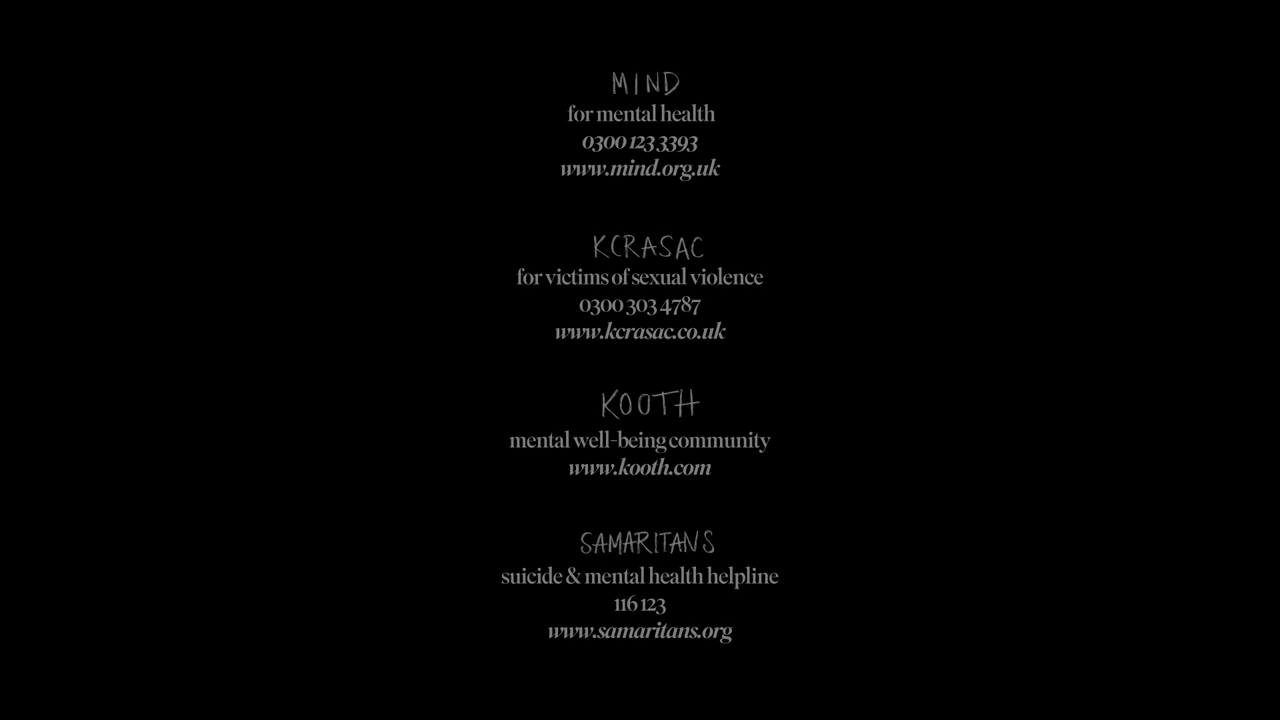 MIND
for mental health
0300 123 3393
www.mind.org.uk
KCRASAC
for victims of sexual violence
0300 303 4787
www.kcrasac.co.uk
KOOTH
mental well-being community
www.kooth.com
SAMARITANS
suicide & mental health helpline
116 123
www.samaritans.org